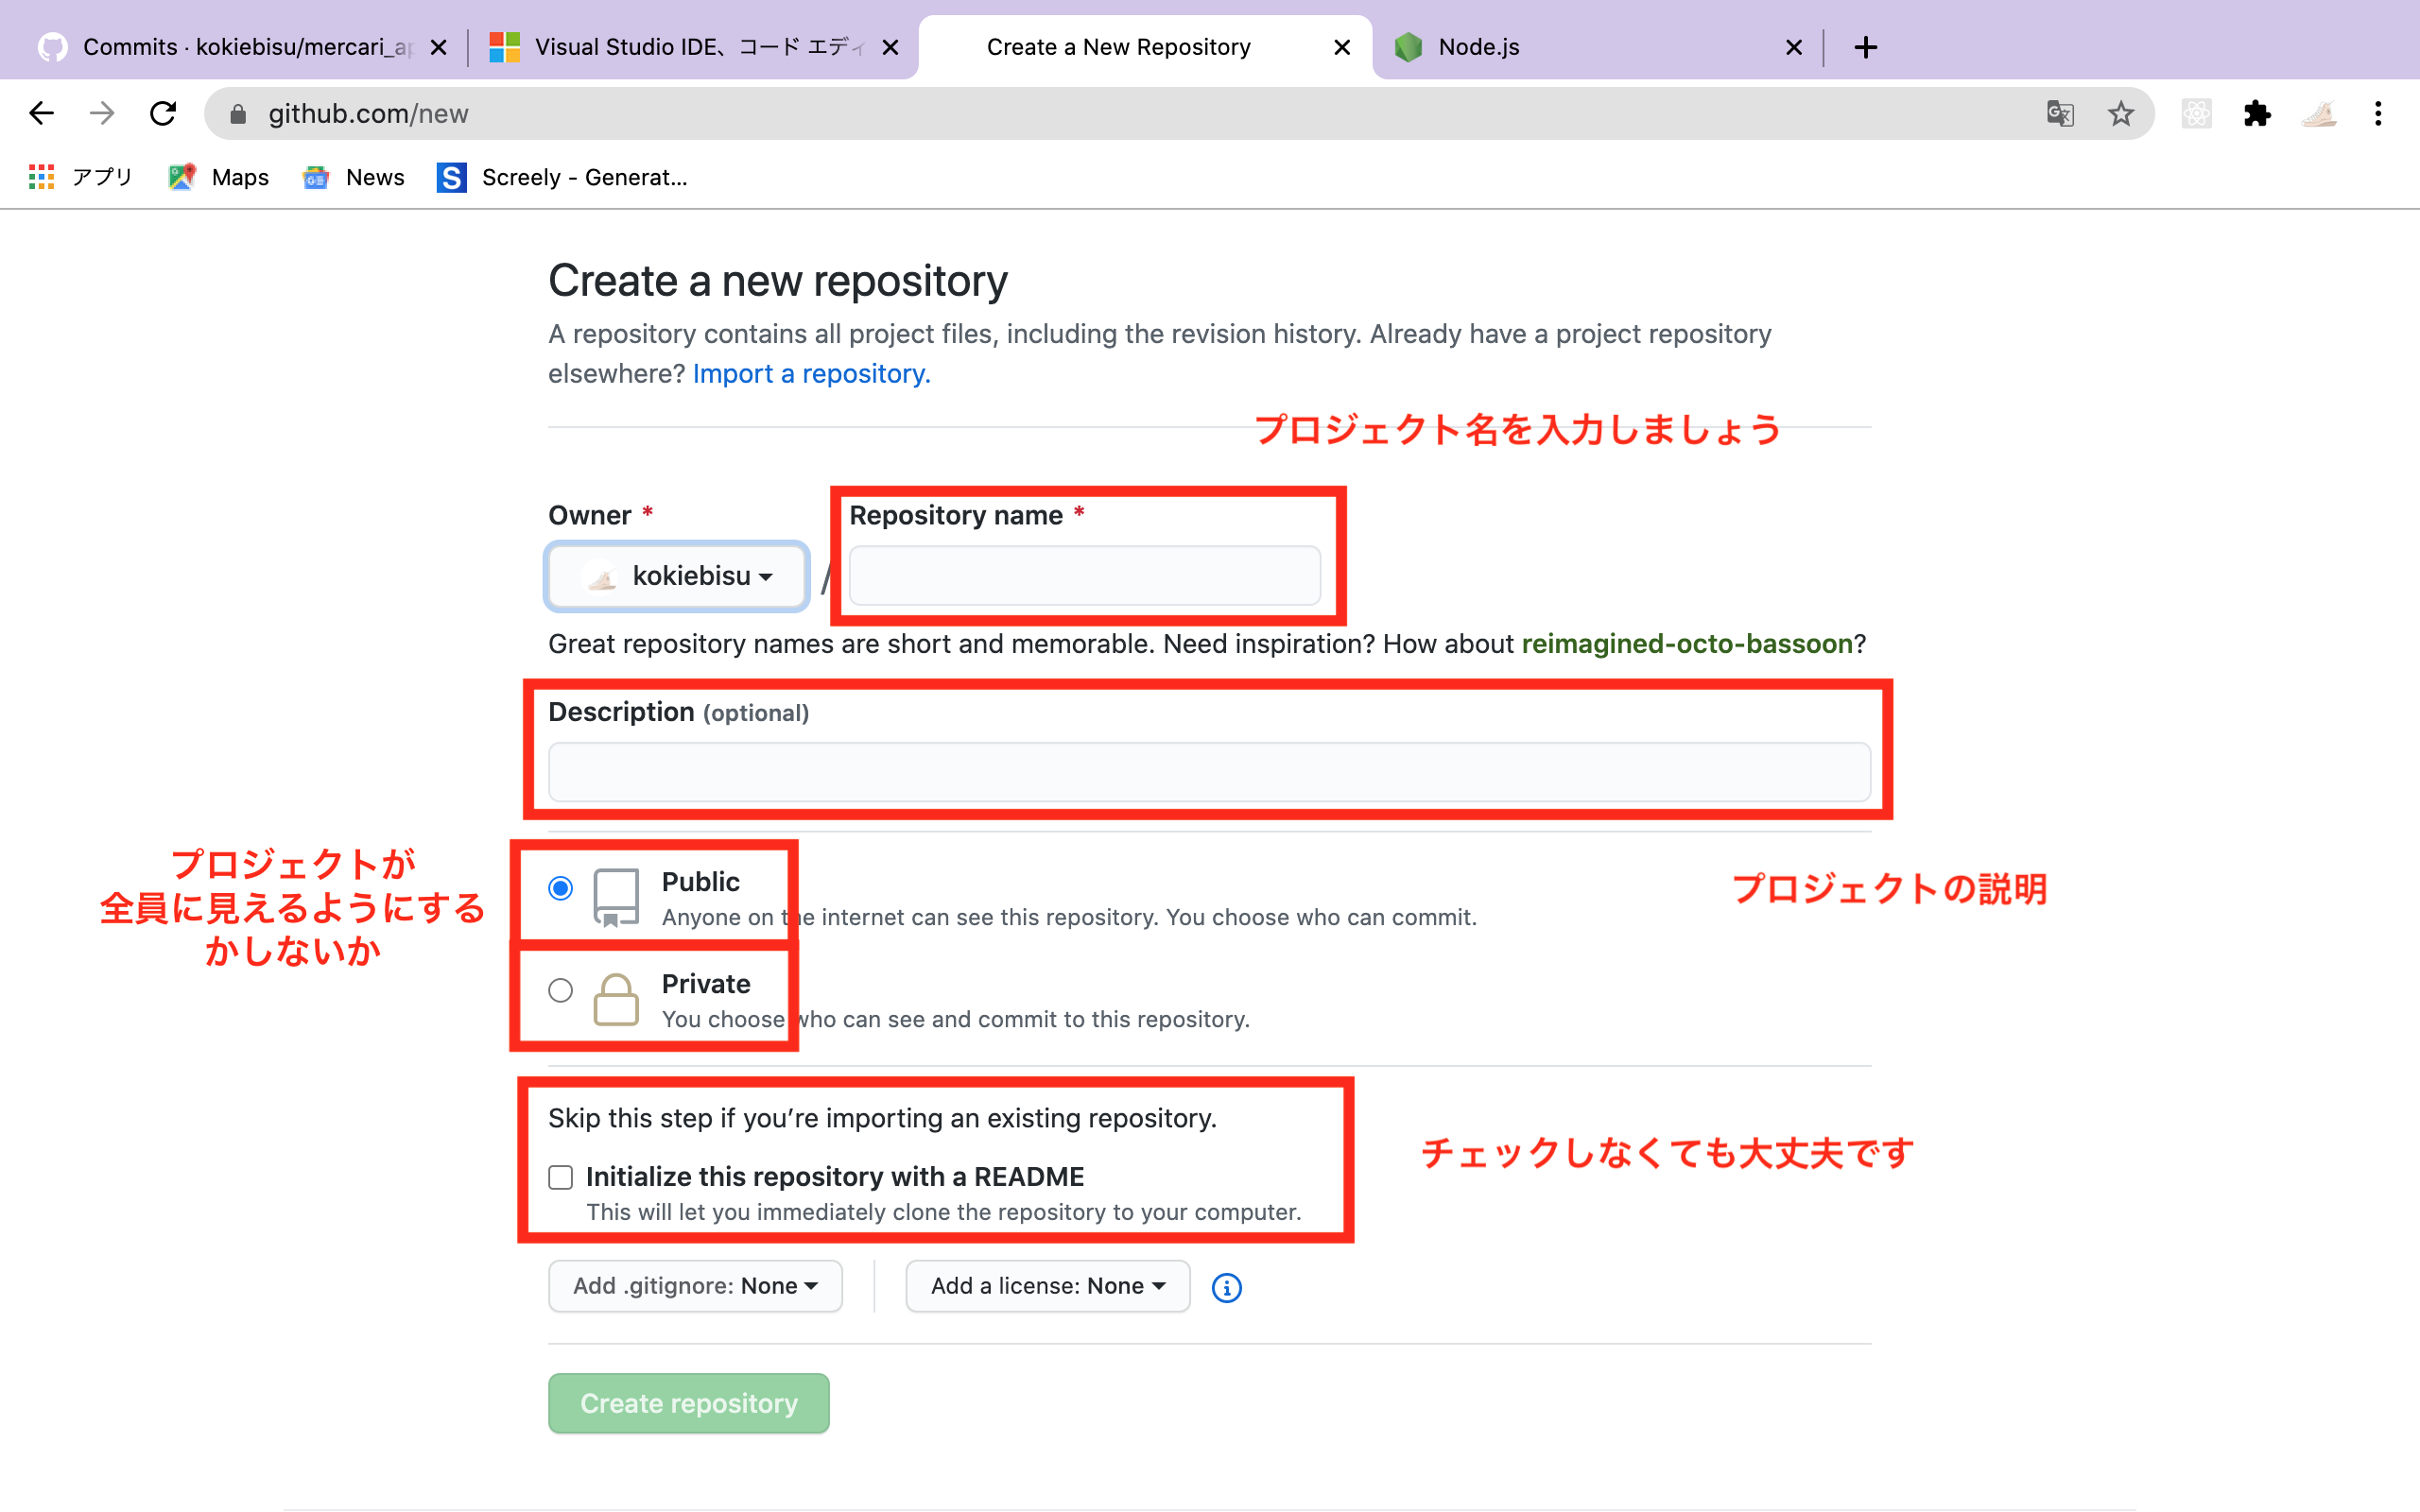 Commits · kokiebisu/mercari_ap
Visual Studio IDE、コード エディ
Create a New Repository
Node.js
github.com/new
アプリ
Maps
News
Screely - Generat...
Create a new repository
A repository contains all project files, including the revision history. Already have a project repository
elsewhere? Import a repository.
プロジェクト名を入力しましょう
Owner *
Repository name *
kokiebisu
/
Great repository names are short and memorable. Need inspiration? How about reimagined-octo-bassoon?
Description (optional)
プロジェクトが
全員に見えるようにする
かしないか
Public
Anyone on the internet can see this repository. You choose who can commit.
プロジェクトの説明
Private
You choose who can see and commit to this repository.
Skip this step if you’re importing an existing repository.
チェックしなくても大丈夫です
Initialize this repository with a README
This will let you immediately clone the repository to your computer.
Add .gitignore: None
Add a license: None
Create repository